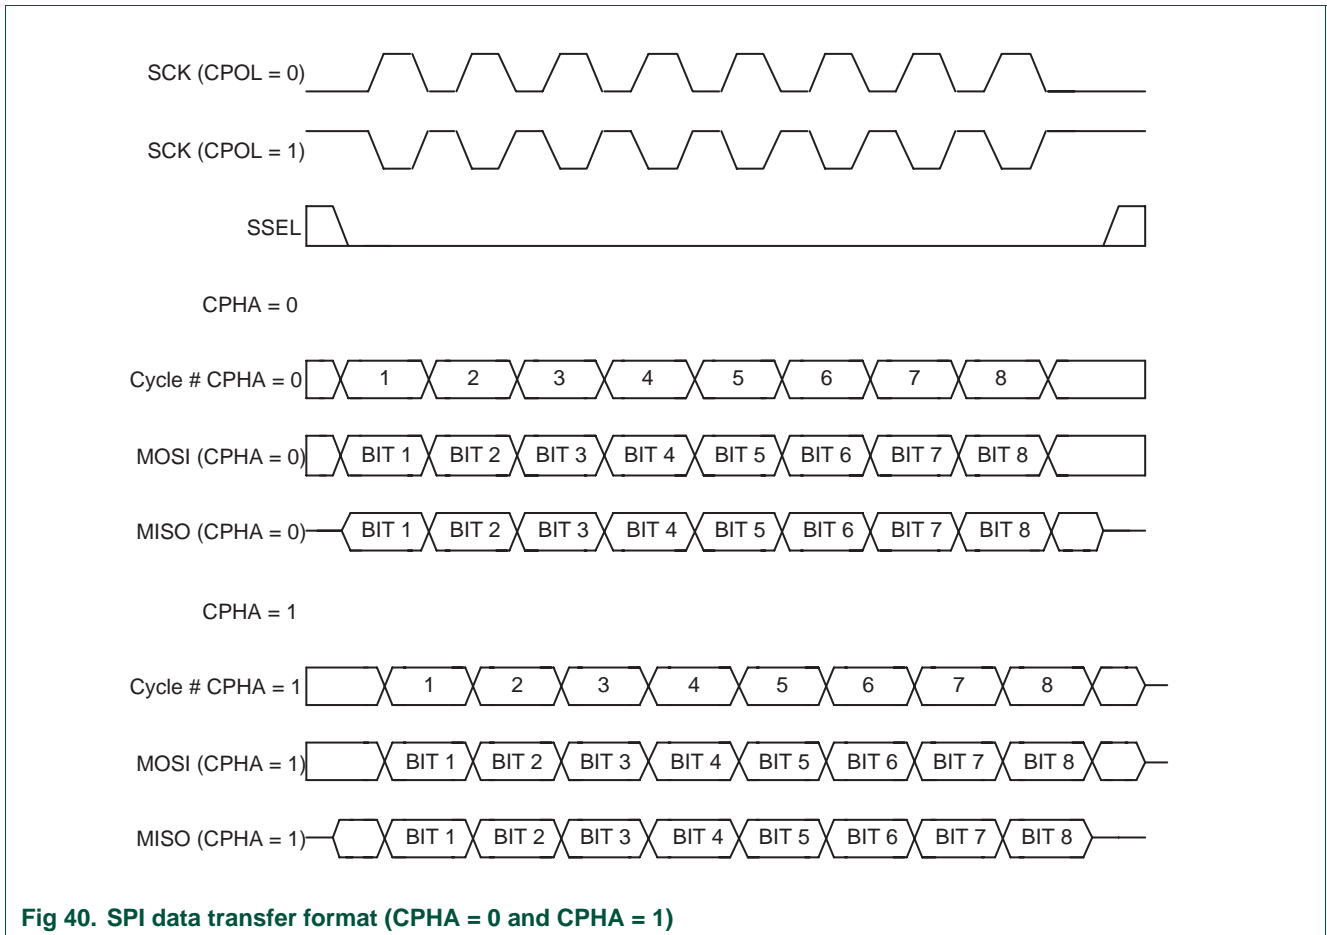 SCK (CPOL = 0)
SCK (CPOL = 1)
SSEL
CPHA = 0
Cycle # CPHA = 0 1 2 3 4 5 6 7 8
MOSI (CPHA = 0) BIT 1 BIT 2 BIT 3 BIT 4 BIT 5 BIT 6 BIT 7 BIT 8
MISO (CPHA = 0) BIT 1 BIT 2 BIT 3 BIT 4 BIT 5 BIT 6 BIT 7 BIT 8
CPHA = 1
Cycle # CPHA = 1 1 2 3 4 5 6 7 8
MOSI (CPHA = 1) BIT 1 BIT 2 BIT 3 BIT 4 BIT 5 BIT 6 BIT 7 BIT 8
MISO (CPHA = 1) BIT 1 BIT 2 BIT 3 BIT 4 BIT 5 BIT 6 BIT 7 BIT 8
Fig 40. SPI data transfer format (CPHA = 0 and CPHA = 1)